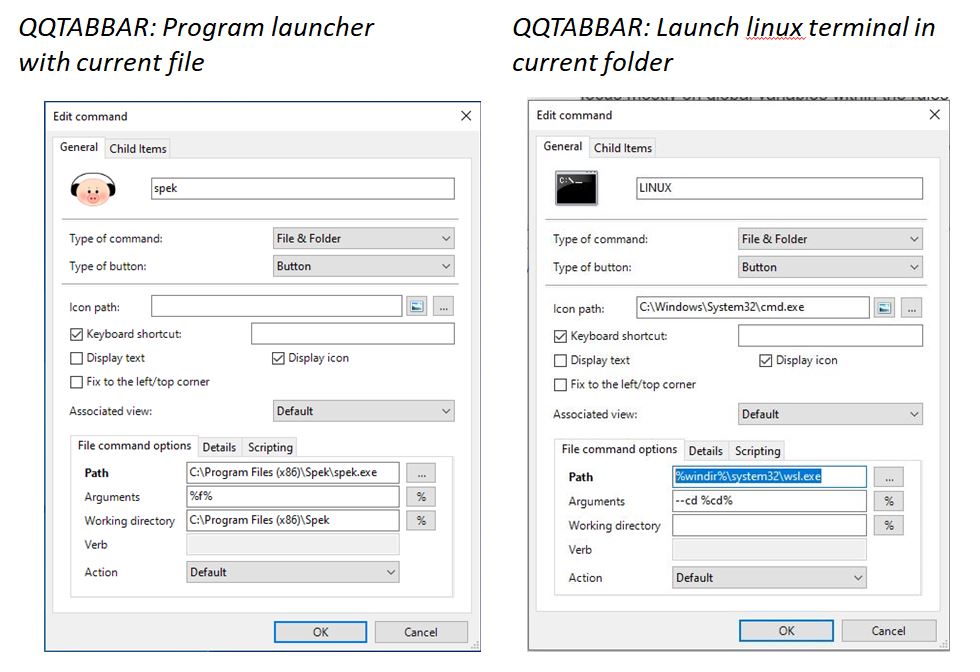 QQTABBAR: Program launcher
with current file
Edit command
General
Child Items
spek
Type of command:
File & Folder
Type of button:
Button
Icon path:
...
Keyboard shortcut:
Display text
Display icon
Fix to the left/top corner
Associated view:
Default
File command options
Details
Scripting
Path
C:\Program Files (x86)\Spek\spek.exe
...
Arguments
%f%
%
Working directory
C:\Program Files (x86)\Spek
%
Verb
Action
Default
OK
Cancel
QQTABBAR: Launch linux terminal in
current folder
Edit command
General
Child Items
C:\_
LINUX
Type of command:
File & Folder
Type of button:
Button
Icon path:
C:\Windows\System32\cmd.exe
...
Keyboard shortcut:
Display text
Display icon
Fix to the left/top corner
Associated view:
Default
File command options
Details
Scripting
Path
%windir%\system32\wsl.exe
...
Arguments
--cd %cd%
%
Working directory
%
Verb
Action
Default
OK
Cancel